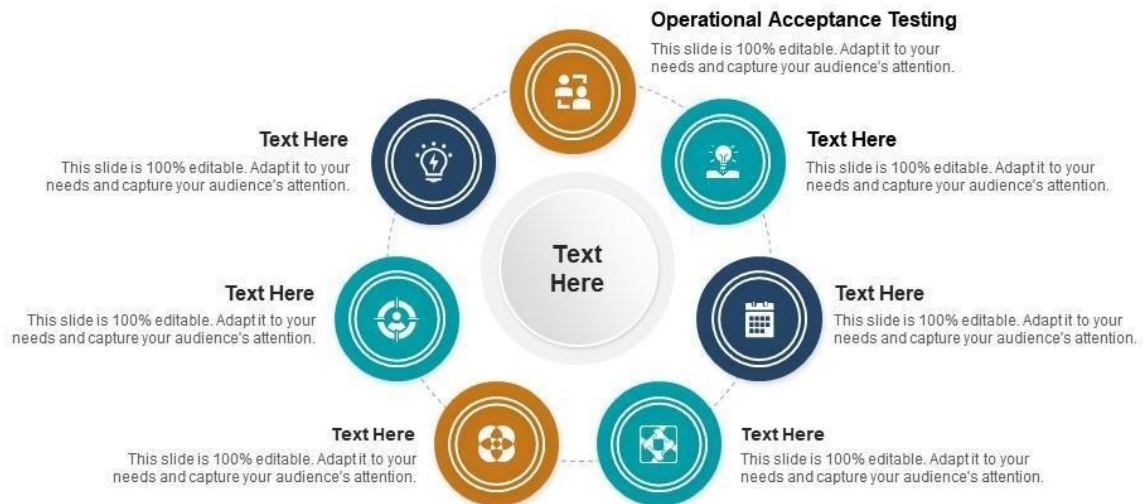 Operational Acceptance Testing
This slide is 100% editable. Adapt it to your
needs and capture your audience's attention.
Text Here
This slide is 100% editable. Adapt it to your
needs and capture your audience's attention.
Text Here
This slide is 100% editable. Adapt it to your
needs and capture your audience's attention.
Text
Here
Text Here
This slide is 100% editable. Adapt it to your
needs and capture your audience's attention.
Text Here
This slide is 100% editable. Adapt it to your
needs and capture your audience's attention.
Text Here
This slide is 100% editable. Adapt it to your
needs and capture your audience's attention.
Text Here
This slide is 100% editable. Adapt it to your
needs and capture your audience's attention.